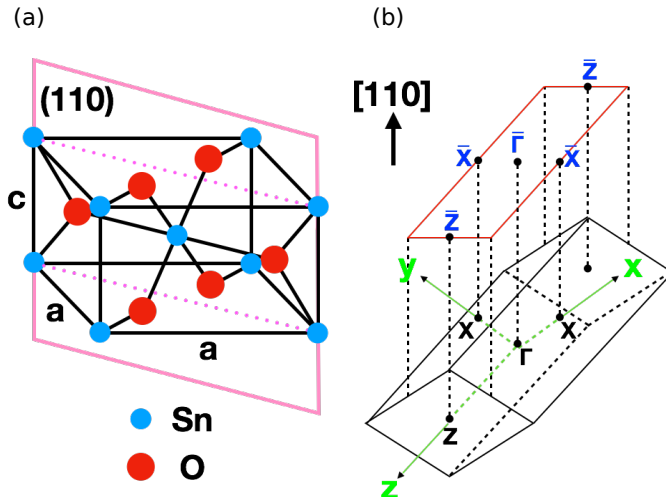 (a)
(110)
c
a
a
Sn
O
(b)
[110]
z̄
x̄
Γ̄
x̄
z̄
y
x
x
x
Γ
z
z